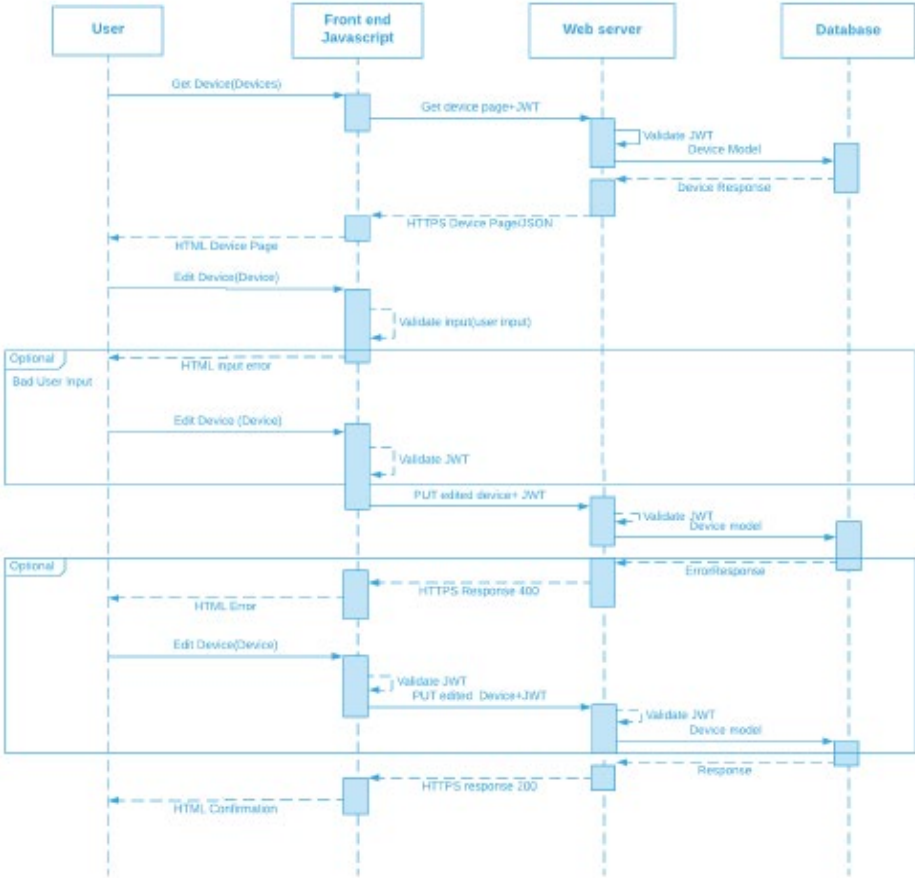 User
Front end
Javascript
Web server
Database
Get Device(Devices)
Get device page+JWT
Validate JWT
Device Model
Device Response
HTTPS Device Page/JSON
HTML Device Page
Edit Device(Device)
Validate input(user input)
Optional
HTML input error
Bad User Input
Edit Device (Device)
Validate JWT
PUT edited device+ JWT
Validate JWT
Device model
Optional
ErrorResponse
HTTPS Response 400
HTML Error
Edit Device(Device)
Validate JWT
PUT edited Device+JWT
Validate JWT
Device model
Response
HTTPS response 200
HTML Confirmation